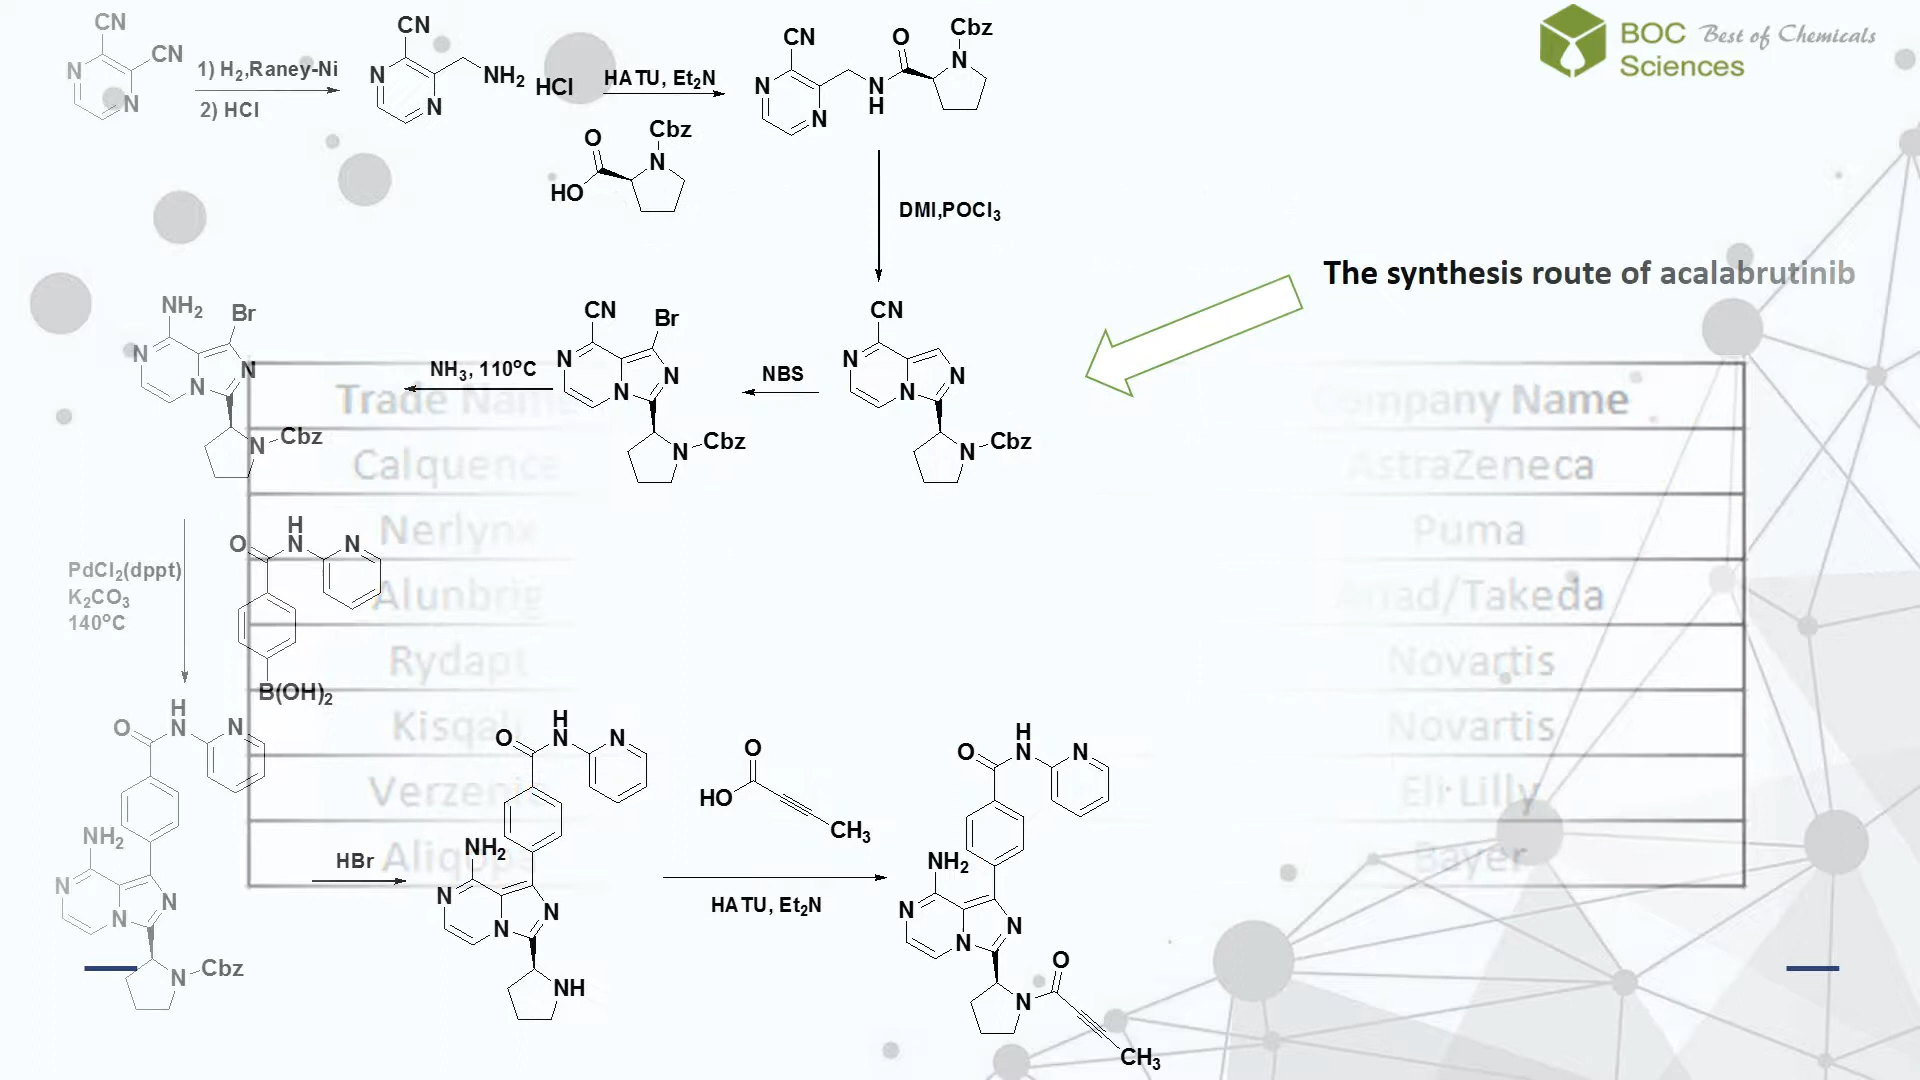 BOC Best of Chemicals
Sciences
CN
CN
N
N
1) H2,Raney-Ni
2) HCl
CN
N
N
NH2
HCl
HATU, Et2N
Cbz
O
N
HO
CN
N
N
O
N
H
Cbz
N
DMI,POCl3
The synthesis route of acalabrutinib
NH2
Br
N
N
N
N
Cbz
NH3, 110oC
CN
Br
N
N
N
N
Cbz
NBS
CN
N
N
N
N
Cbz
Trade Name
Company Name
Calquence
AstraZeneca
Nerlynx
Puma
Alunbrig
Ariad/Takeda
Rydapt
Novartis
Kisqali
Novartis
Verzenio
Eli Lilly
Aliqopa
Bayer
PdCl2(dppt)
K2CO3
140oC
H
O
N
N
B(OH)2
H
O
N
N
NH2
N
N
N
N
Cbz
HBr
H
O
N
N
NH2
N
N
N
NH
O
HO
CH3
HATU, Et2N
H
O
N
N
NH2
N
N
N
N
O
CH3